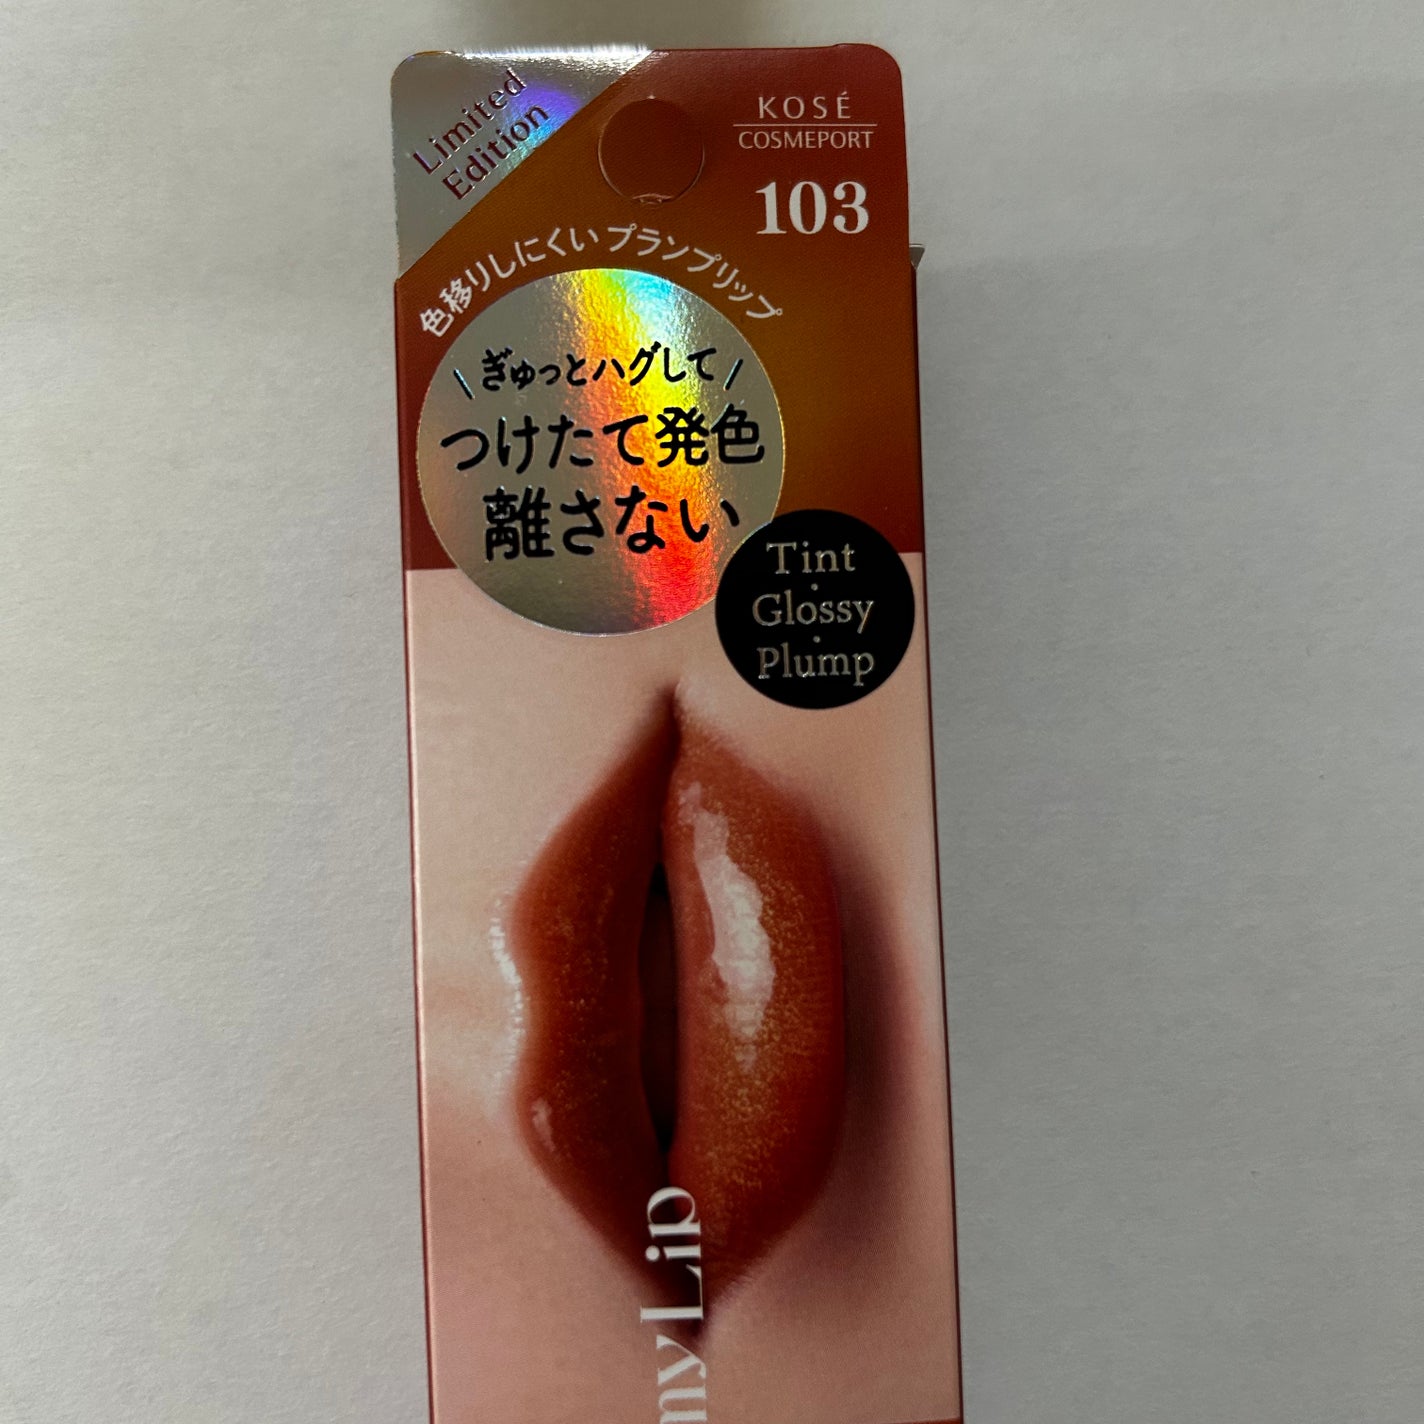 Limited
Edition
KOSÉ
COSMEPORT
103
色移りしにくいプランプリップ
\ぎゅっとハグして/
つけたて発色
離さない
Tint
・
Glossy
・
Plump
my Lip